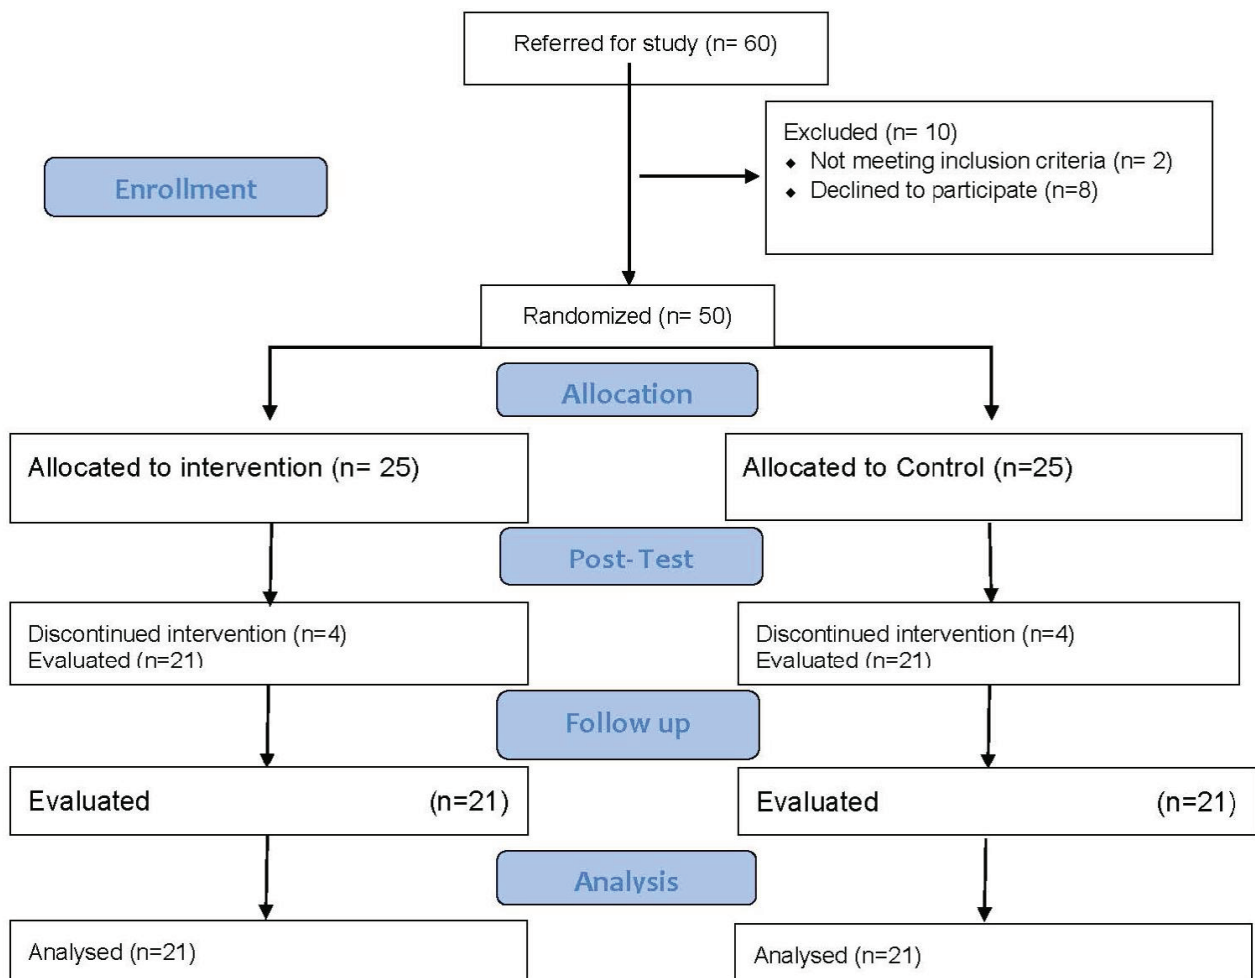 Referred for study (n= 60)
Excluded (n= 10)
◆ Not meeting inclusion criteria (n= 2)
◆ Declined to participate (n=8)
Enrollment
Randomized (n= 50)
Allocation
Allocated to intervention (n= 25)
Allocated to Control (n=25)
Post- Test
Discontinued intervention (n=4)
Evaluated (n=21)
Discontinued intervention (n=4)
Evaluated (n=21)
Follow up
Evaluated (n=21)
Evaluated (n=21)
Analysis
Analysed (n=21)
Analysed (n=21)